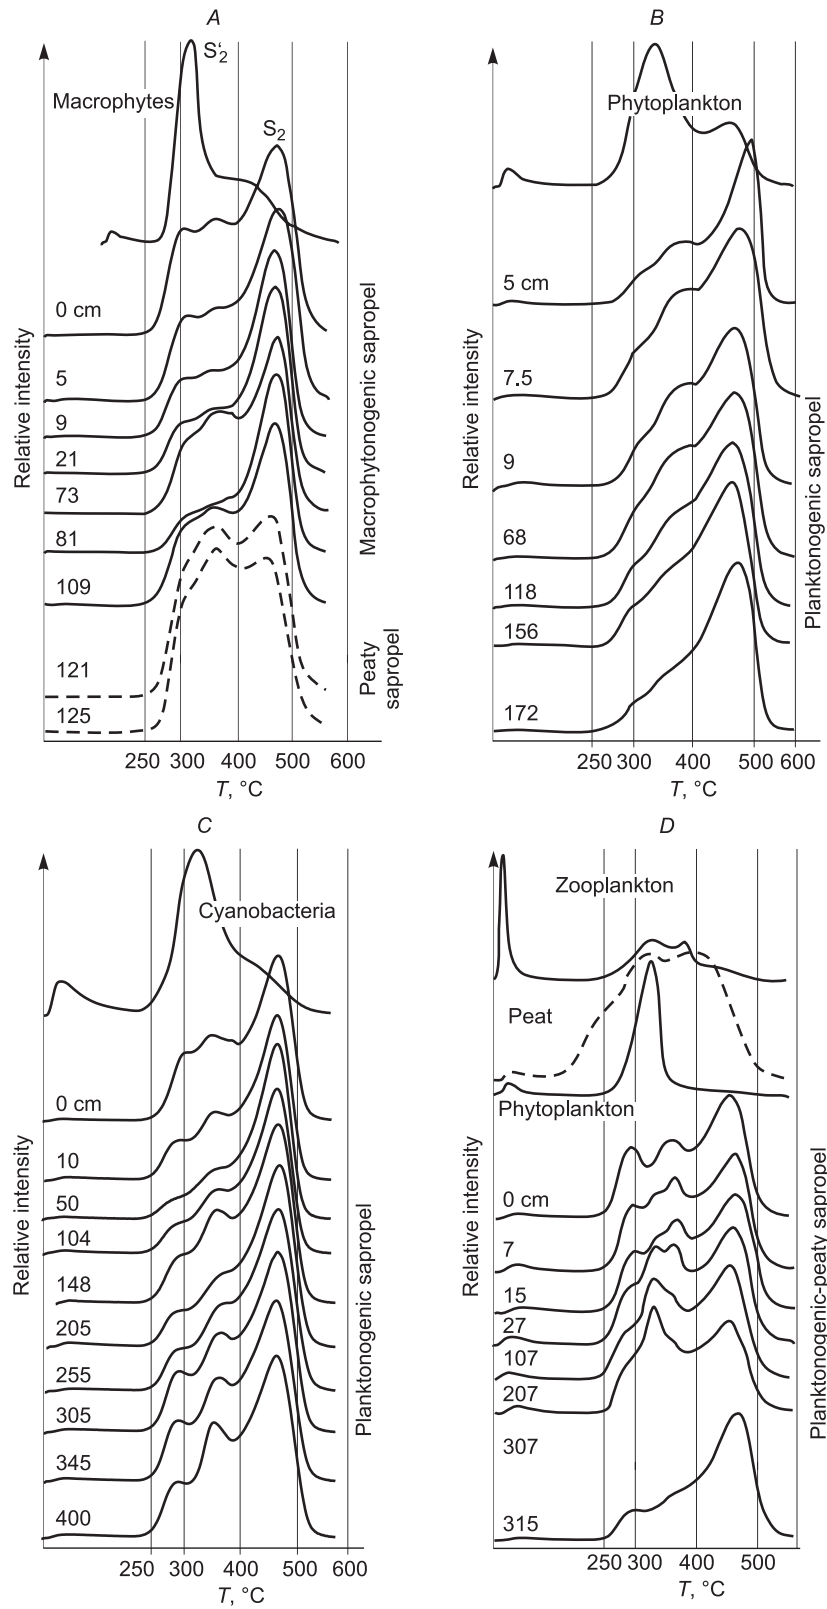 A
S'2
Macrophytes
S2
0 cm
5
9
21
73
81
109
121
125
Relative intensity
Macrophytonogenic sapropel
Peaty
sapropel
250 300 400 500 600
T, °C
B
Phytoplankton
5 cm
7.5
9
68
118
156
172
Relative intensity
Planktonogenic sapropel
250 300 400 500 600
T, °C
C
Cyanobacteria
0 cm
10
50
104
148
205
255
305
345
400
Relative intensity
Planktonogenic sapropel
250 300 400 500 600
T, °C
D
Zooplankton
Peat
Phytoplankton
0 cm
7
15
27
107
207
307
315
Relative intensity
Planktonogenic-peaty sapropel
250 300 400 500
T, °C